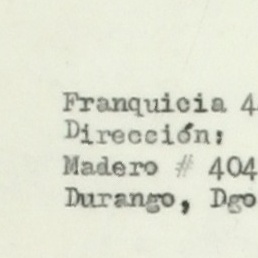 Franquicia 4
Dirección:
Madero # 404
Durango, Dgo